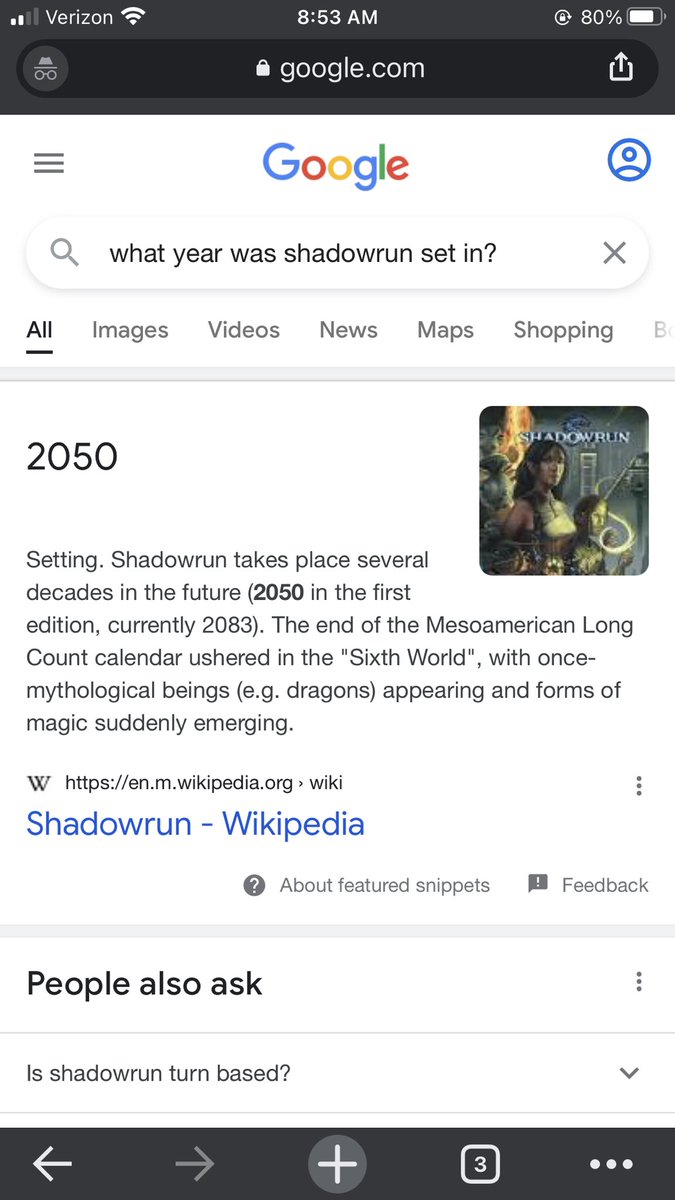 Verizon 8:53 AM 80%
google.com
Google
what year was shadowrun set in?
All Images Videos News Maps Shopping
2050
SHADOWRUN
Setting. Shadowrun takes place several
decades in the future (2050 in the first
edition, currently 2083). The end of the Mesoamerican Long
Count calendar ushered in the "Sixth World", with once-
mythological beings (e.g. dragons) appearing and forms of
magic suddenly emerging.
W https://en.m.wikipedia.org › wiki
Shadowrun - Wikipedia
? About featured snippets ! Feedback
People also ask
Is shadowrun turn based?
3